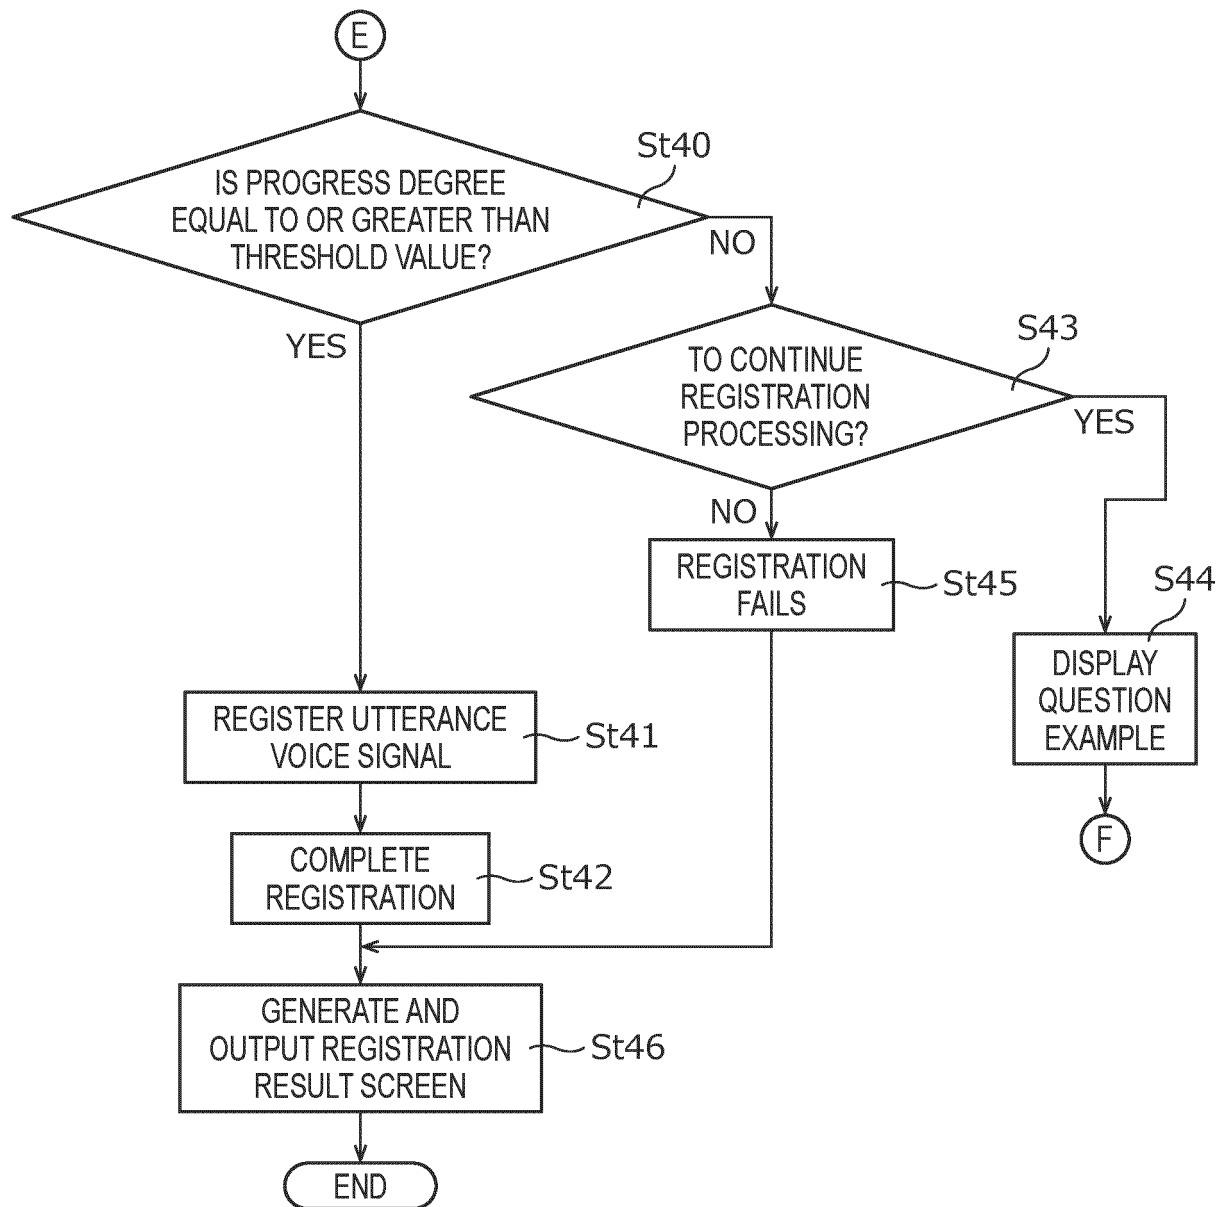 E
St40
IS PROGRESS DEGREE
EQUAL TO OR GREATER THAN
THRESHOLD VALUE?
NO
YES
S43
TO CONTINUE
REGISTRATION
PROCESSING?
YES
NO
REGISTRATION
FAILS
St45
S44
DISPLAY
QUESTION
EXAMPLE
REGISTER UTTERANCE
VOICE SIGNAL
St41
F
COMPLETE
REGISTRATION
St42
GENERATE AND
OUTPUT REGISTRATION
RESULT SCREEN
St46
END